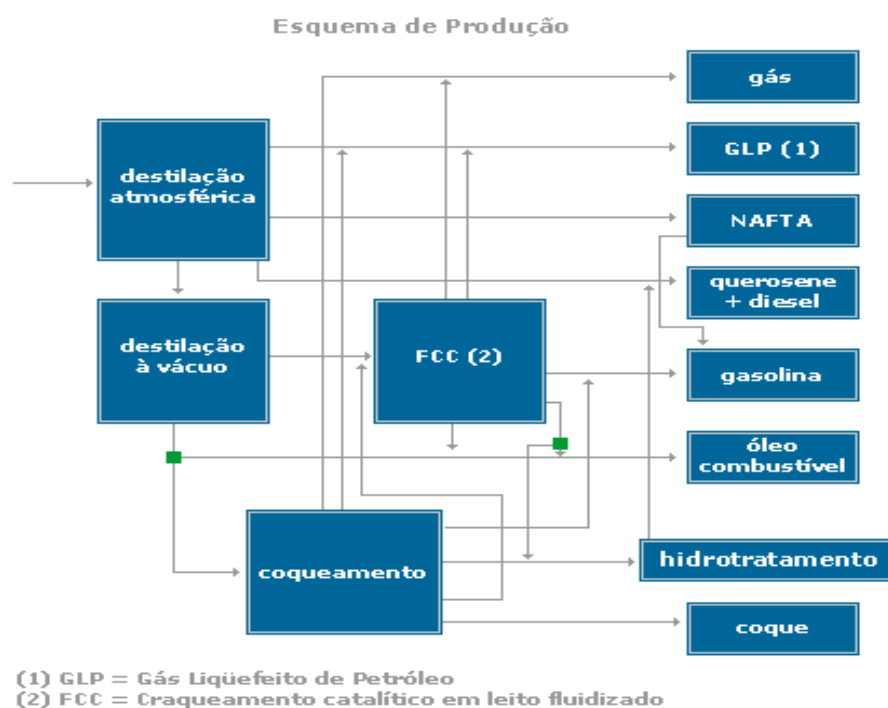 Esquema de Produção
gás
destilação
atmosférica
GLP (1)
NAFTA
querosene
+ diesel
destilação
à vácuo
FCC (2)
gasolina
óleo
combustível
coqueamento
hidrotratamento
coque
(1) GLP = Gás Liqüefeito de Petróleo
(2) FCC = Craqueamento catalítico em leito fluidizado